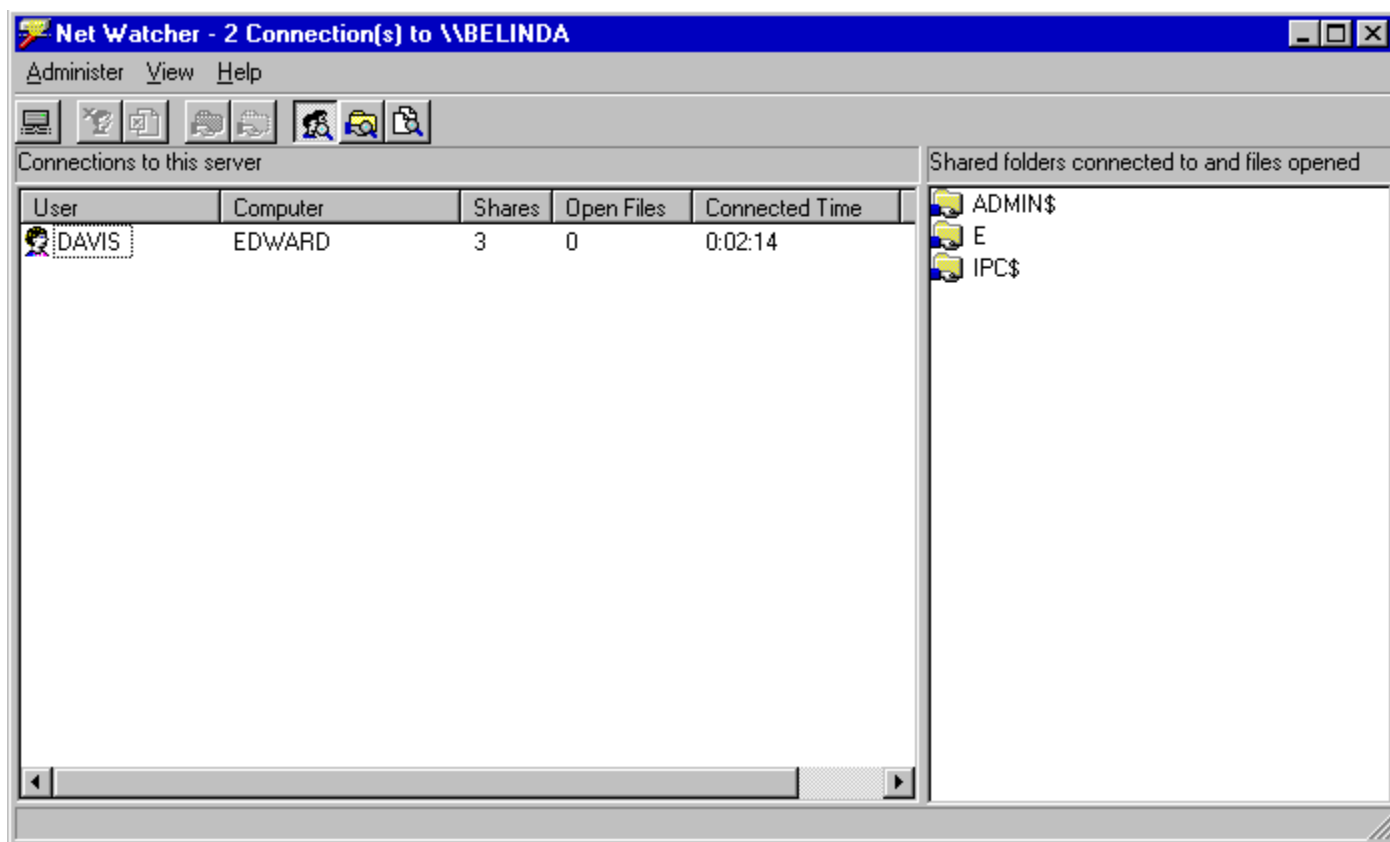 Net Watcher - 2 Connection(s) to \\BELINDA
Administer View Help
Connections to this server
Shared folders connected to and files opened
User Computer Shares Open Files Connected Time
DAVIS EDWARD 3 0 0:02:14
ADMIN$
E
IPC$